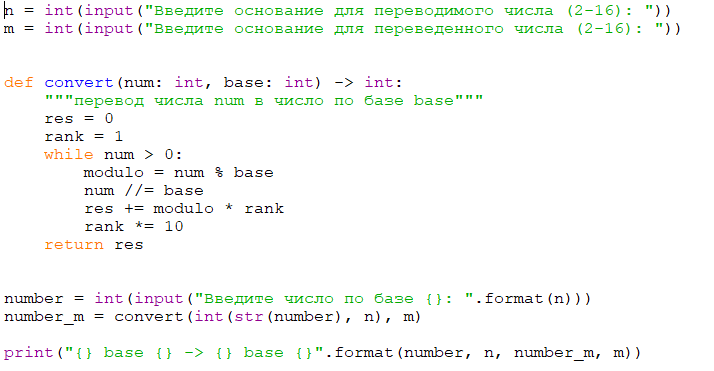 n = int(input("Введите основание для переводимого числа (2-16): "))
m = int(input("Введите основание для переведенного числа (2-16): "))
def convert(num: int, base: int) -> int:
"""перевод числа num в число по базе base"""
res = 0
rank = 1
while num > 0:
modulo = num % base
num //= base
res += modulo * rank
rank *= 10
return res
number = int(input("Введите число по базе {}: ".format(n)))
number_m = convert(int(str(number), n), m)
print("{} base {} -> {} base {}".format(number, n, number_m, m))